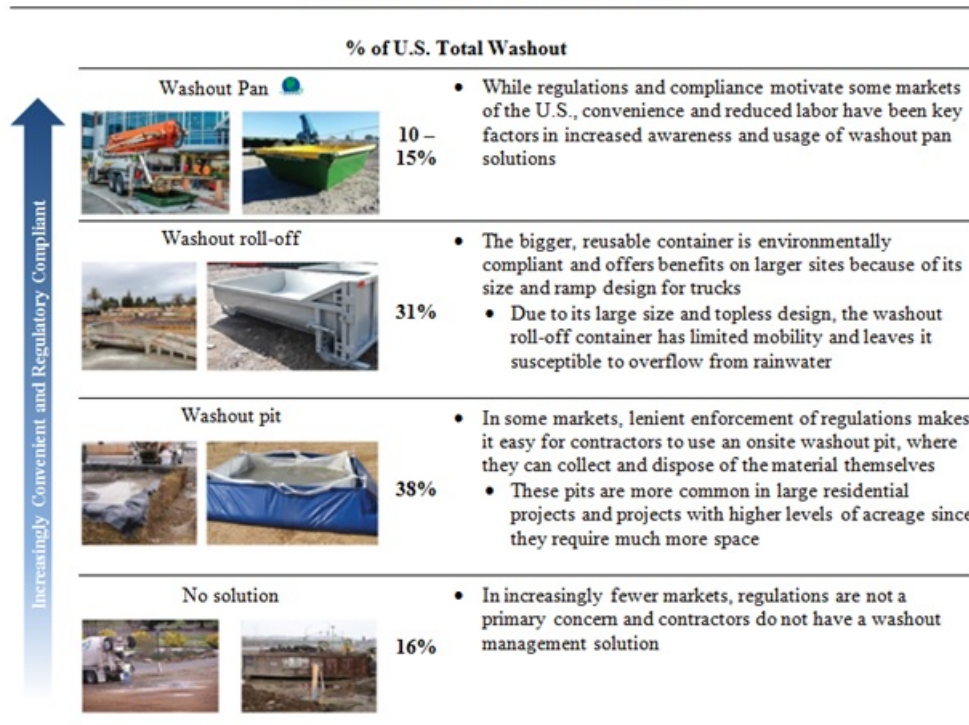 % of U.S. Total Washout
Increasingly Convenient and Regulatory Compliant
Washout Pan
10 –
15%
• While regulations and compliance motivate some markets
of the U.S., convenience and reduced labor have been key
factors in increased awareness and usage of washout pan
solutions
Washout roll-off
31%
• The bigger, reusable container is environmentally
compliant and offers benefits on larger sites because of its
size and ramp design for trucks
• Due to its large size and topless design, the washout
roll-off container has limited mobility and leaves it
susceptible to overflow from rainwater
Washout pit
38%
• In some markets, lenient enforcement of regulations makes
it easy for contractors to use an onsite washout pit, where
they can collect and dispose of the material themselves
• These pits are more common in large residential
projects and projects with higher levels of acreage since
they require much more space
No solution
16%
• In increasingly fewer markets, regulations are not a
primary concern and contractors do not have a washout
management solution